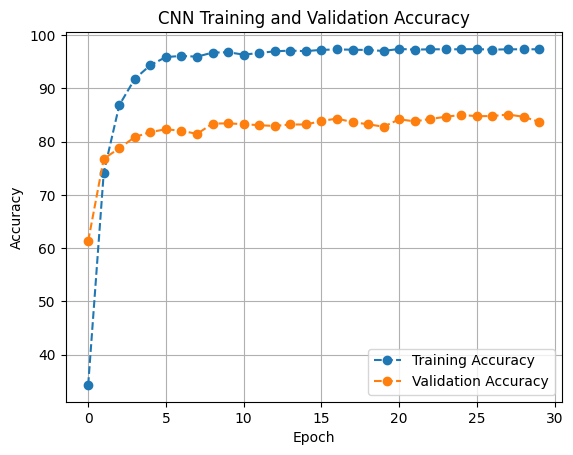 CNN Training and Validation Accuracy
100
90
80
70
60
50
40
Accuracy
0 5 10 15 20 25 30
Epoch
Training Accuracy
Validation Accuracy